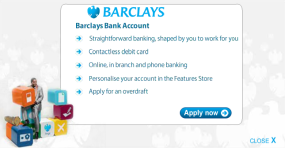 BARCLAYS
Barclays Bank Account
Straightforward banking, shaped by you to work for you
Contactless debit card
Online, in branch and phone banking
Personalise your account in the Features Store
Apply for an overdraft
Apply now
CLOSE X